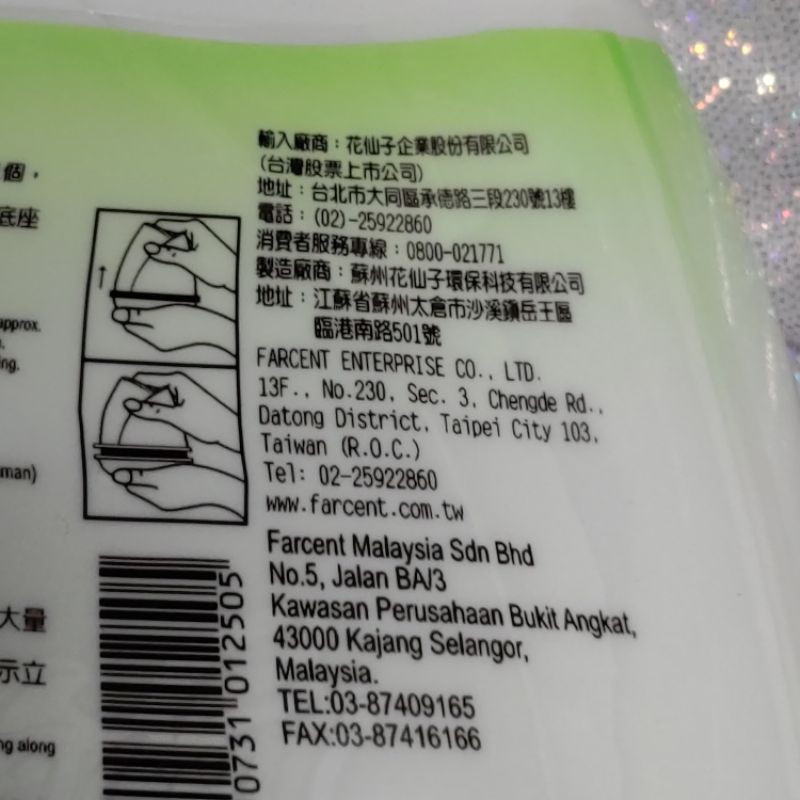 個，
底座
approx.
ing.
man)
大量
示立
ng along
輸入廠商：花仙子企業股份有限公司
(台灣股票上市公司)
地址：台北市大同區承德路三段230號13樓
電話：(02)-25922860
消費者服務專線：0800-021771
製造廠商：蘇州花仙子環保科技有限公司
地址：江蘇省蘇州太倉市沙溪鎮岳王區
臨港南路501號
FARCENT ENTERPRISE CO., LTD.
13F., No.230, Sec. 3, Chengde Rd.,
Datong District, Taipei City 103,
Taiwan (R.O.C.)
Tel: 02-25922860
www.farcent.com.tw
Farcent Malaysia Sdn Bhd
No.5, Jalan BA/3
Kawasan Perusahaan Bukit Angkat,
43000 Kajang Selangor,
Malaysia.
TEL:03-87409165
FAX:03-87416166
0731 012505